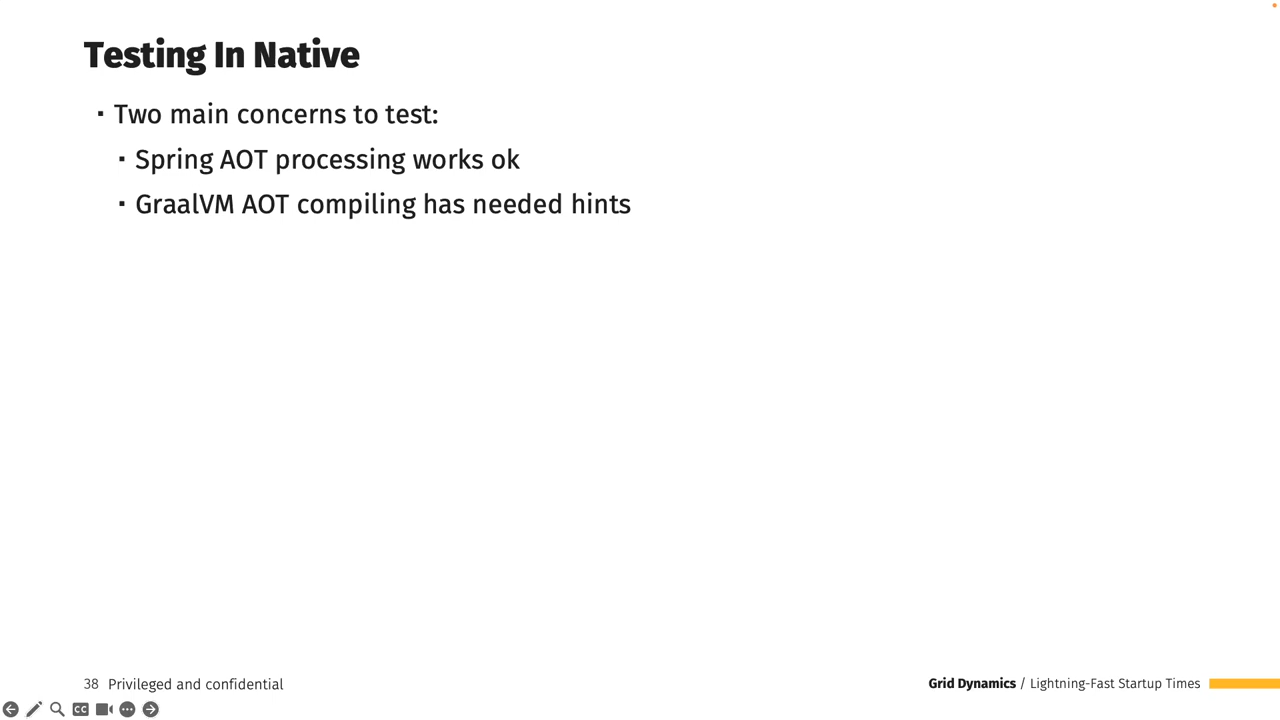 Testing In Native
▪ Two main concerns to test:
▪ Spring AOT processing works ok
▪ GraalVM AOT compiling has needed hints
38 Privileged and confidential
Grid Dynamics / Lightning-Fast Startup Times
CC